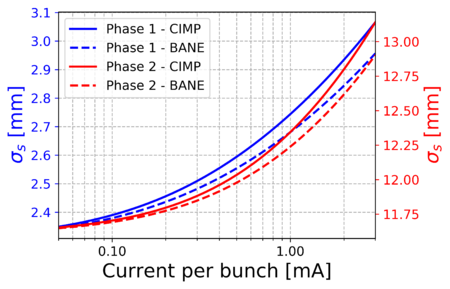 3.1
3.0
2.9
2.8
2.7
2.6
2.5
2.4
σs [mm]
Phase 1 - CIMP
Phase 1 - BANE
Phase 2 - CIMP
Phase 2 - BANE
13.00
12.75
12.50
12.25
12.00
11.75
σs [mm]
0.10
1.00
Current per bunch [mA]